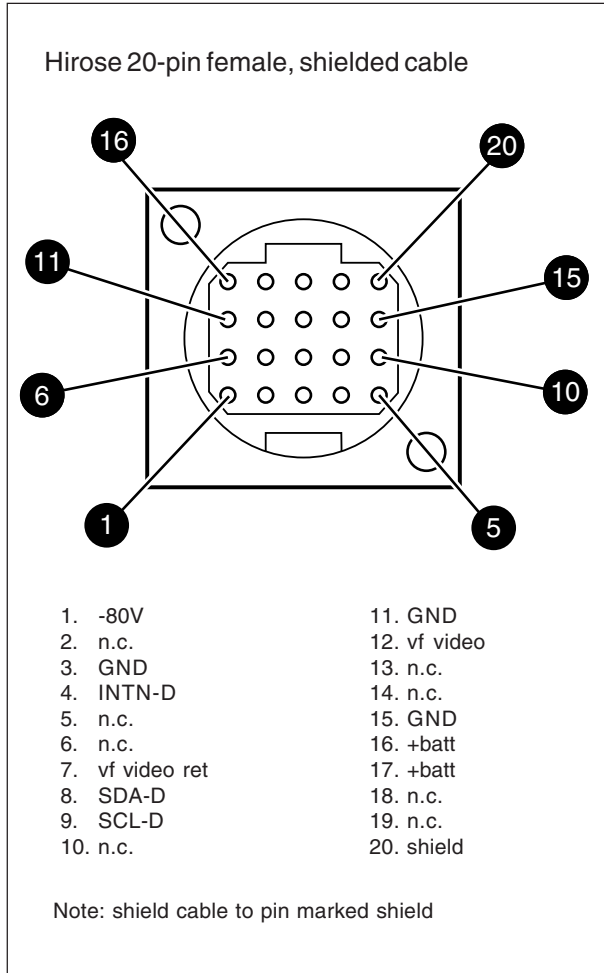 Hirose 20-pin female, shielded cable
16
20
11
15
6
10
1
5
1. -80V
2. n.c.
3. GND
4. INTN-D
5. n.c.
6. n.c.
7. vf video ret
8. SDA-D
9. SCL-D
10. n.c.
11. GND
12. vf video
13. n.c.
14. n.c.
15. GND
16. +batt
17. +batt
18. n.c.
19. n.c.
20. shield
Note: shield cable to pin marked shield